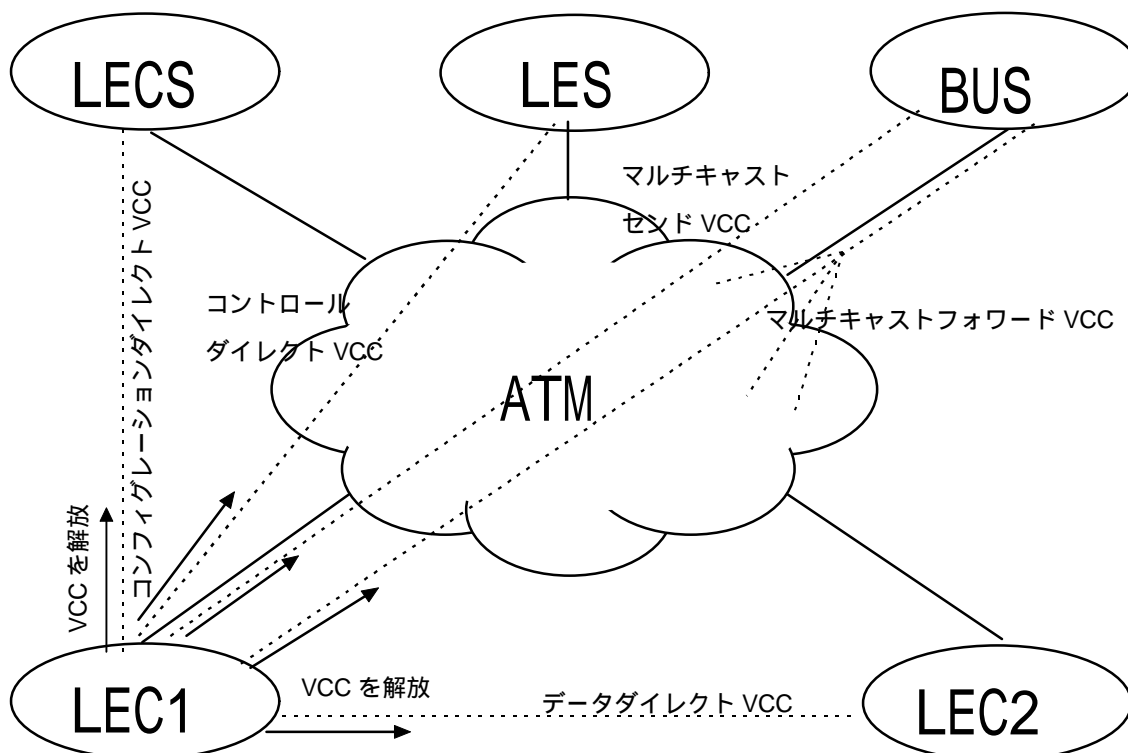 LECS
LES
BUS
マルチキャスト
センド VCC
コンフィグレーションダイレクト VCC
コントロール
ダイレクト VCC
マルチキャストフォワード VCC
ATM
VCC を解放
LEC1
VCC を解放
データダイレクト VCC
LEC2